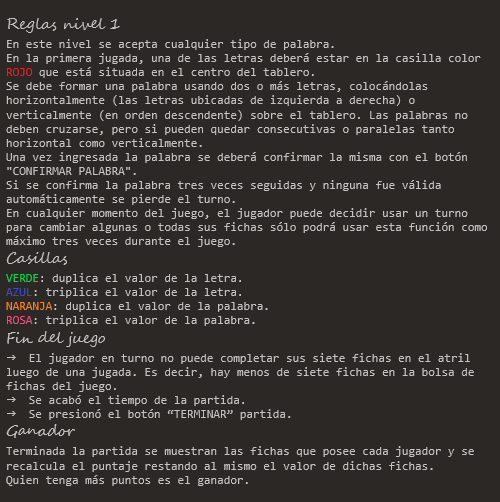 Reglas nivel 1
En este nivel se acepta cualquier tipo de palabra.
En la primera jugada, una de las letras deberá estar en la casilla color
ROJO que está situada en el centro del tablero.
Se debe formar una palabra usando dos o más letras, colocándolas
horizontalmente (las letras ubicadas de izquierda a derecha) o
verticalmente (en orden descendente) sobre el tablero. Las palabras no
deben cruzarse, pero si pueden quedar consecutivas o paralelas tanto
horizontal como verticalmente.
Una vez ingresada la palabra se deberá confirmar la misma con el botón
"CONFIRMAR PALABRA".
Si se confirma la palabra tres veces seguidas y ninguna fue válida
automáticamente se pierde el turno.
En cualquier momento del juego, el jugador puede decidir usar un turno
para cambiar algunas o todas sus fichas sólo podrá usar esta función como
máximo tres veces durante el juego.
Casillas
VERDE: duplica el valor de la letra.
AZUL: triplica el valor de la letra.
NARANJA: duplica el valor de la palabra.
ROSA: triplica el valor de la palabra.
Fin del juego
→ El jugador en turno no puede completar sus siete fichas en el atril
luego de una jugada. Es decir, hay menos de siete fichas en la bolsa de
fichas del juego.
→ Se acabó el tiempo de la partida.
→ Se presionó el botón “TERMINAR” partida.
Ganador
Terminada la partida se muestran las fichas que posee cada jugador y se
recalcula el puntaje restando al mismo el valor de dichas fichas.
Quien tenga más puntos es el ganador.